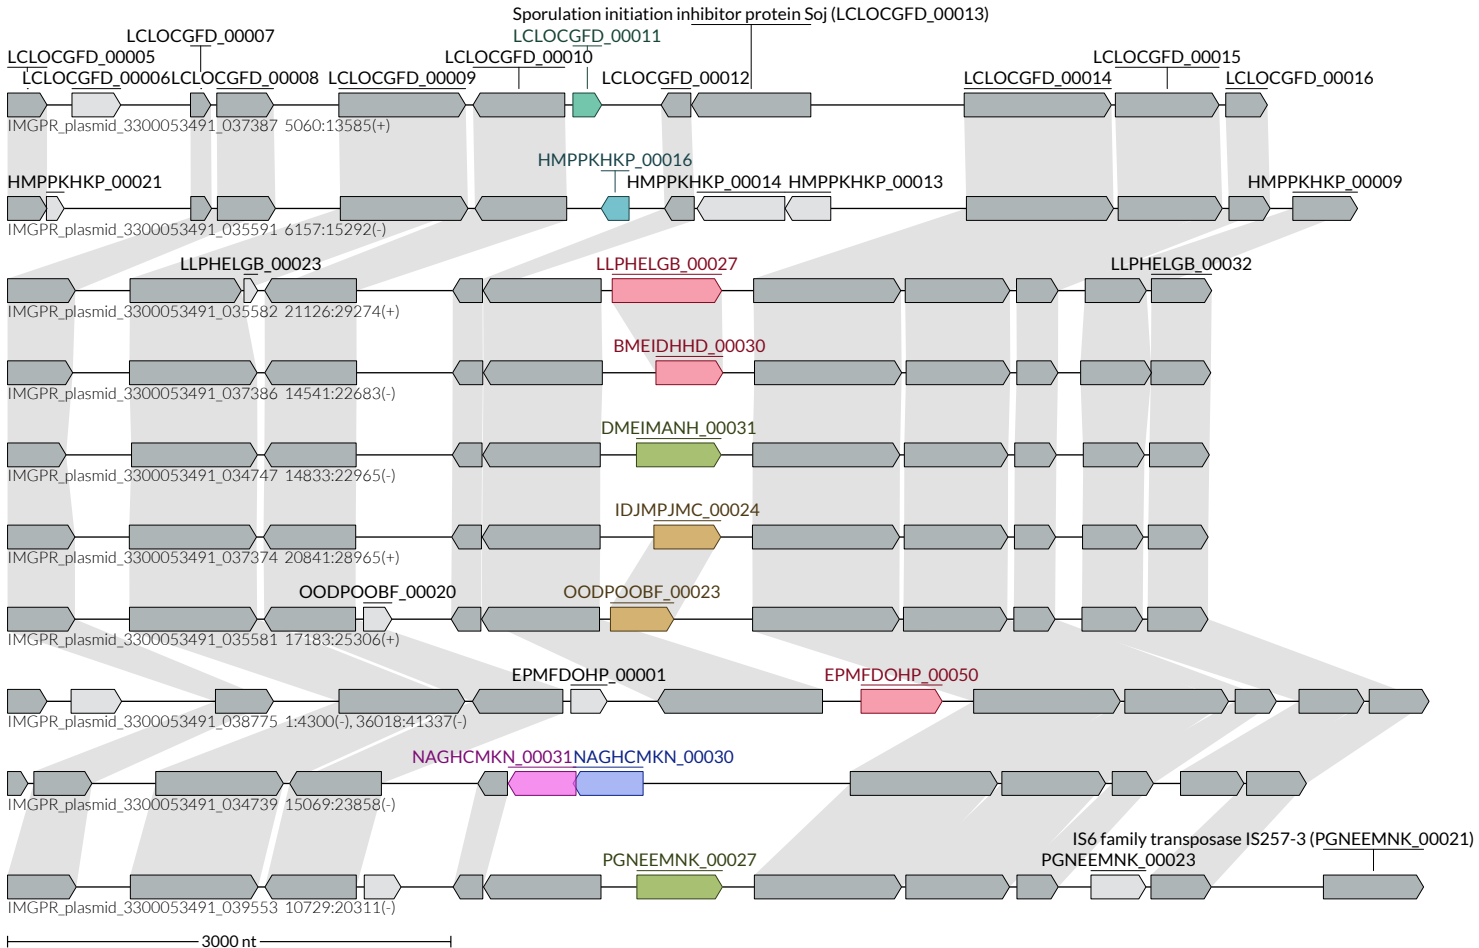 Sporulation initiation inhibitor protein Soj (LCLOCGFD_00013)
LCLOCGFD_00007
LCLOCGFD_00011
LCLOCGFD_00005
LCLOCGFD_00010
LCLOCGFD_00015
LCLOCGFD_00006
LCLOCGFD_00008
LCLOCGFD_00009
LCLOCGFD_00012
LCLOCGFD_00014
LCLOCGFD_00016
IMGPR_plasmid_3300053491_037387 5060:13585(+)
HMPPKHKP_00016
HMPPKHKP_00021
HMPPKHKP_00014
HMPPKHKP_00013
HMPPKHKP_00009
IMGPR_plasmid_3300053491_035591 6157:15292(-)
LLPHELGB_00023
LLPHELGB_00027
LLPHELGB_00032
IMGPR_plasmid_3300053491_035582 21126:29274(+)
BMEIDHHD_00030
IMGPR_plasmid_3300053491_037386 14541:22683(-)
DMEIMANH_00031
IMGPR_plasmid_3300053491_034747 14833:22965(-)
IDJMPJMC_00024
IMGPR_plasmid_3300053491_037374 20841:28965(+)
OODPOOBF_00020
OODPOOBF_00023
IMGPR_plasmid_3300053491_035581 17183:25306(+)
EPMFDOHP_00001
EPMFDOHP_00050
IMGPR_plasmid_3300053491_038775 1:4300(-), 36018:41337(-)
NAGHCMKN_00031
NAGHCMKN_00030
IMGPR_plasmid_3300053491_034739 15069:23858(-)
IS6 family transposase IS257-3 (PGNEEMNK_00021)
PGNEEMNK_00027
PGNEEMNK_00023
IMGPR_plasmid_3300053491_039553 10729:20311(-)
3000 nt